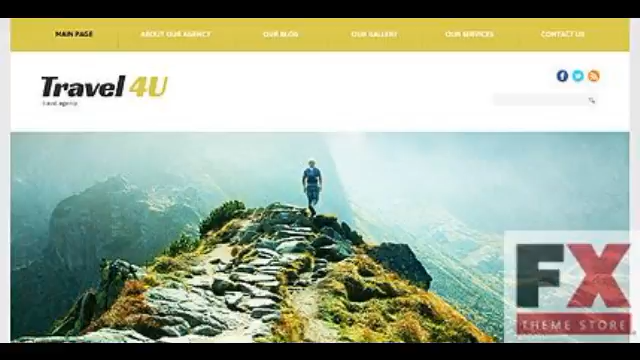 MAIN PAGE
ABOUT OUR AGENCY
OUR BLOG
OUR GALLERY
OUR SERVICES
CONTACT US
Travel 4U
Travel agency
FX
THEME STORE